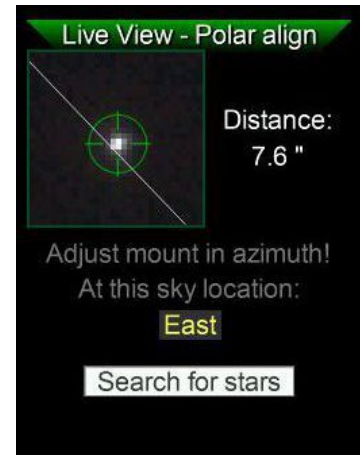 Live View - Polar align
Distance:
7.6 "
Adjust mount in azimuth!
At this sky location:
East
Search for stars